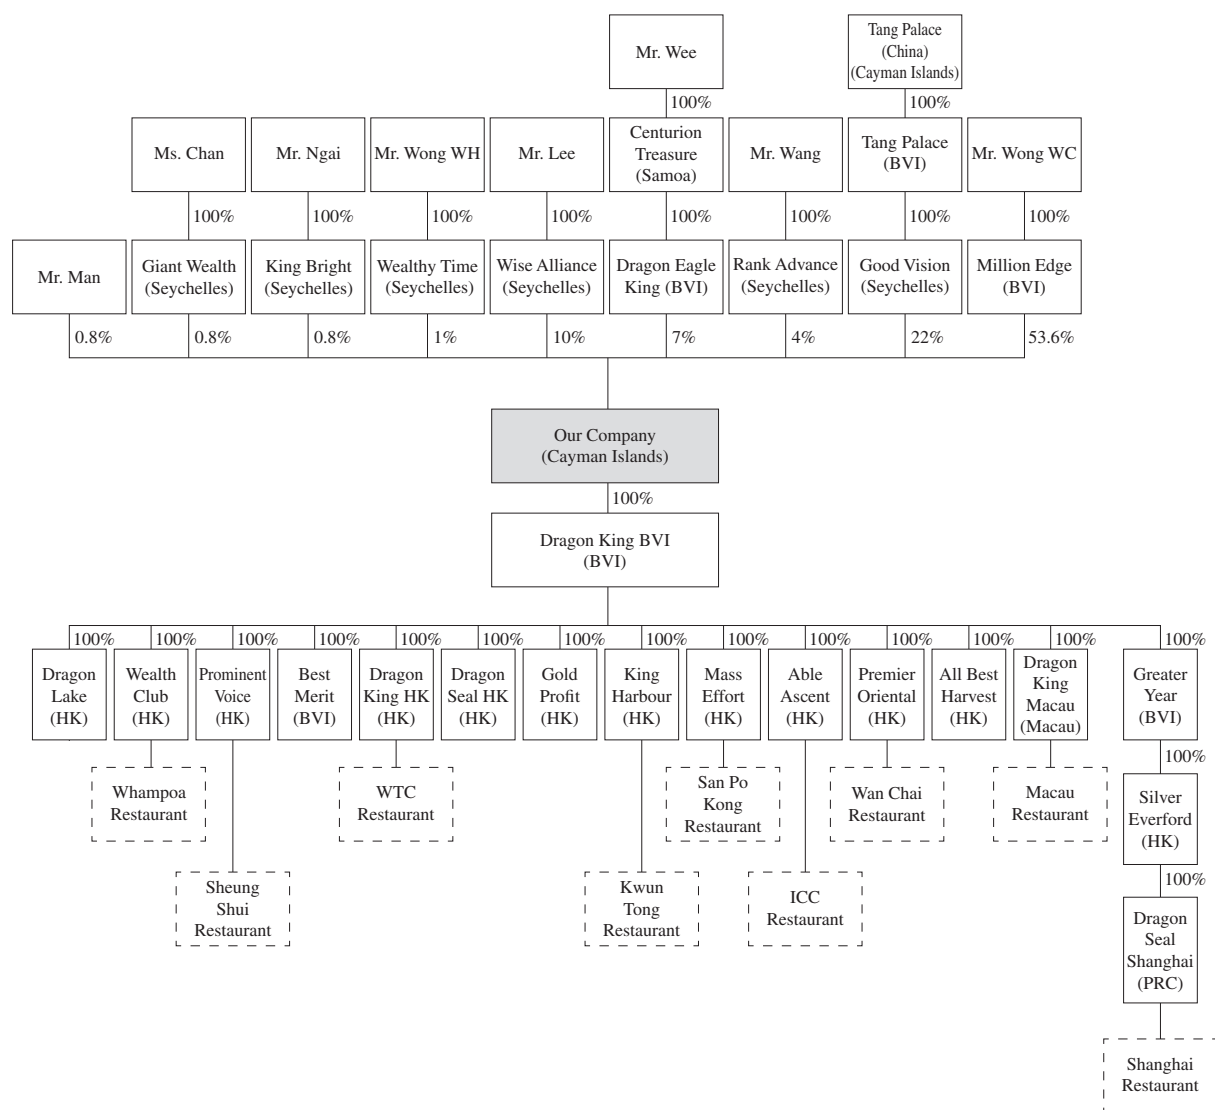 Mr. Wee
Tang Palace
(China)
(Cayman Islands)
100%
100%
Ms. Chan
Mr. Ngai
Mr. Wong WH
Mr. Lee
Centurion
Treasure
(Samoa)
Mr. Wang
Tang Palace
(BVI)
Mr. Wong WC
100%
100%
100%
100%
100%
100%
100%
100%
Mr. Man
Giant Wealth
(Seychelles)
King Bright
(Seychelles)
Wealthy Time
(Seychelles)
Wise Alliance
(Seychelles)
Dragon Eagle
King (BVI)
Rank Advance
(Seychelles)
Good Vision
(Seychelles)
Million Edge
(BVI)
0.8%
0.8%
0.8%
1%
10%
7%
4%
22%
53.6%
Our Company
(Cayman Islands)
100%
Dragon King BVI
(BVI)
100%
100%
100%
100%
100%
100%
100%
100%
100%
100%
100%
100%
100%
100%
Dragon
Lake
(HK)
Wealth
Club
(HK)
Prominent
Voice
(HK)
Best
Merit
(BVI)
Dragon
King HK
(HK)
Dragon
Seal HK
(HK)
Gold
Profit
(HK)
King
Harbour
(HK)
Mass
Effort
(HK)
Able
Ascent
(HK)
Premier
Oriental
(HK)
All Best
Harvest
(HK)
Dragon
King
Macau
(Macau)
Greater
Year
(BVI)
100%
Whampoa
Restaurant
WTC
Restaurant
San Po
Kong
Restaurant
Wan Chai
Restaurant
Macau
Restaurant
Silver
Everford
(HK)
100%
Sheung
Shui
Restaurant
Kwun
Tong
Restaurant
ICC
Restaurant
Dragon
Seal
Shanghai
(PRC)
Shanghai
Restaurant